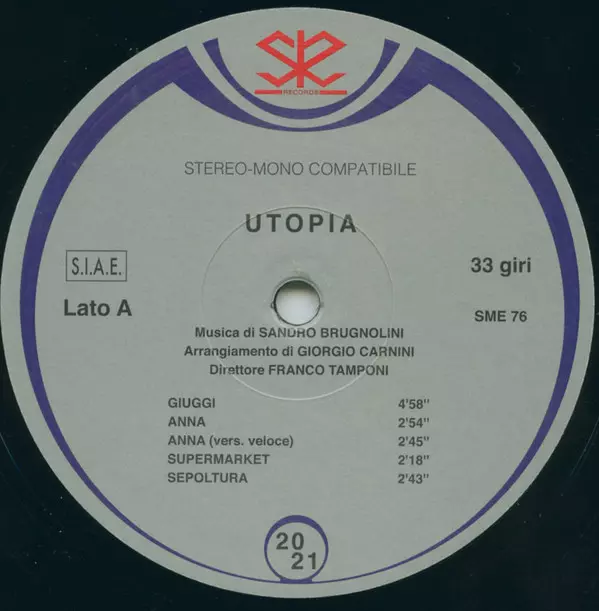 SR
RECORDS
STEREO-MONO COMPATIBILE
UTOPIA
S.I.A.E.
33 giri
Lato A
SME 76
Musica di SANDRO BRUGNOLINI
Arrangiamento di GIORGIO CARNINI
Direttore FRANCO TAMPONI
GIUGGI 4'58"
ANNA 2'54"
ANNA (vers. veloce) 2'45"
SUPERMARKET 2'18"
SEPOLTURA 2'43"
20
21